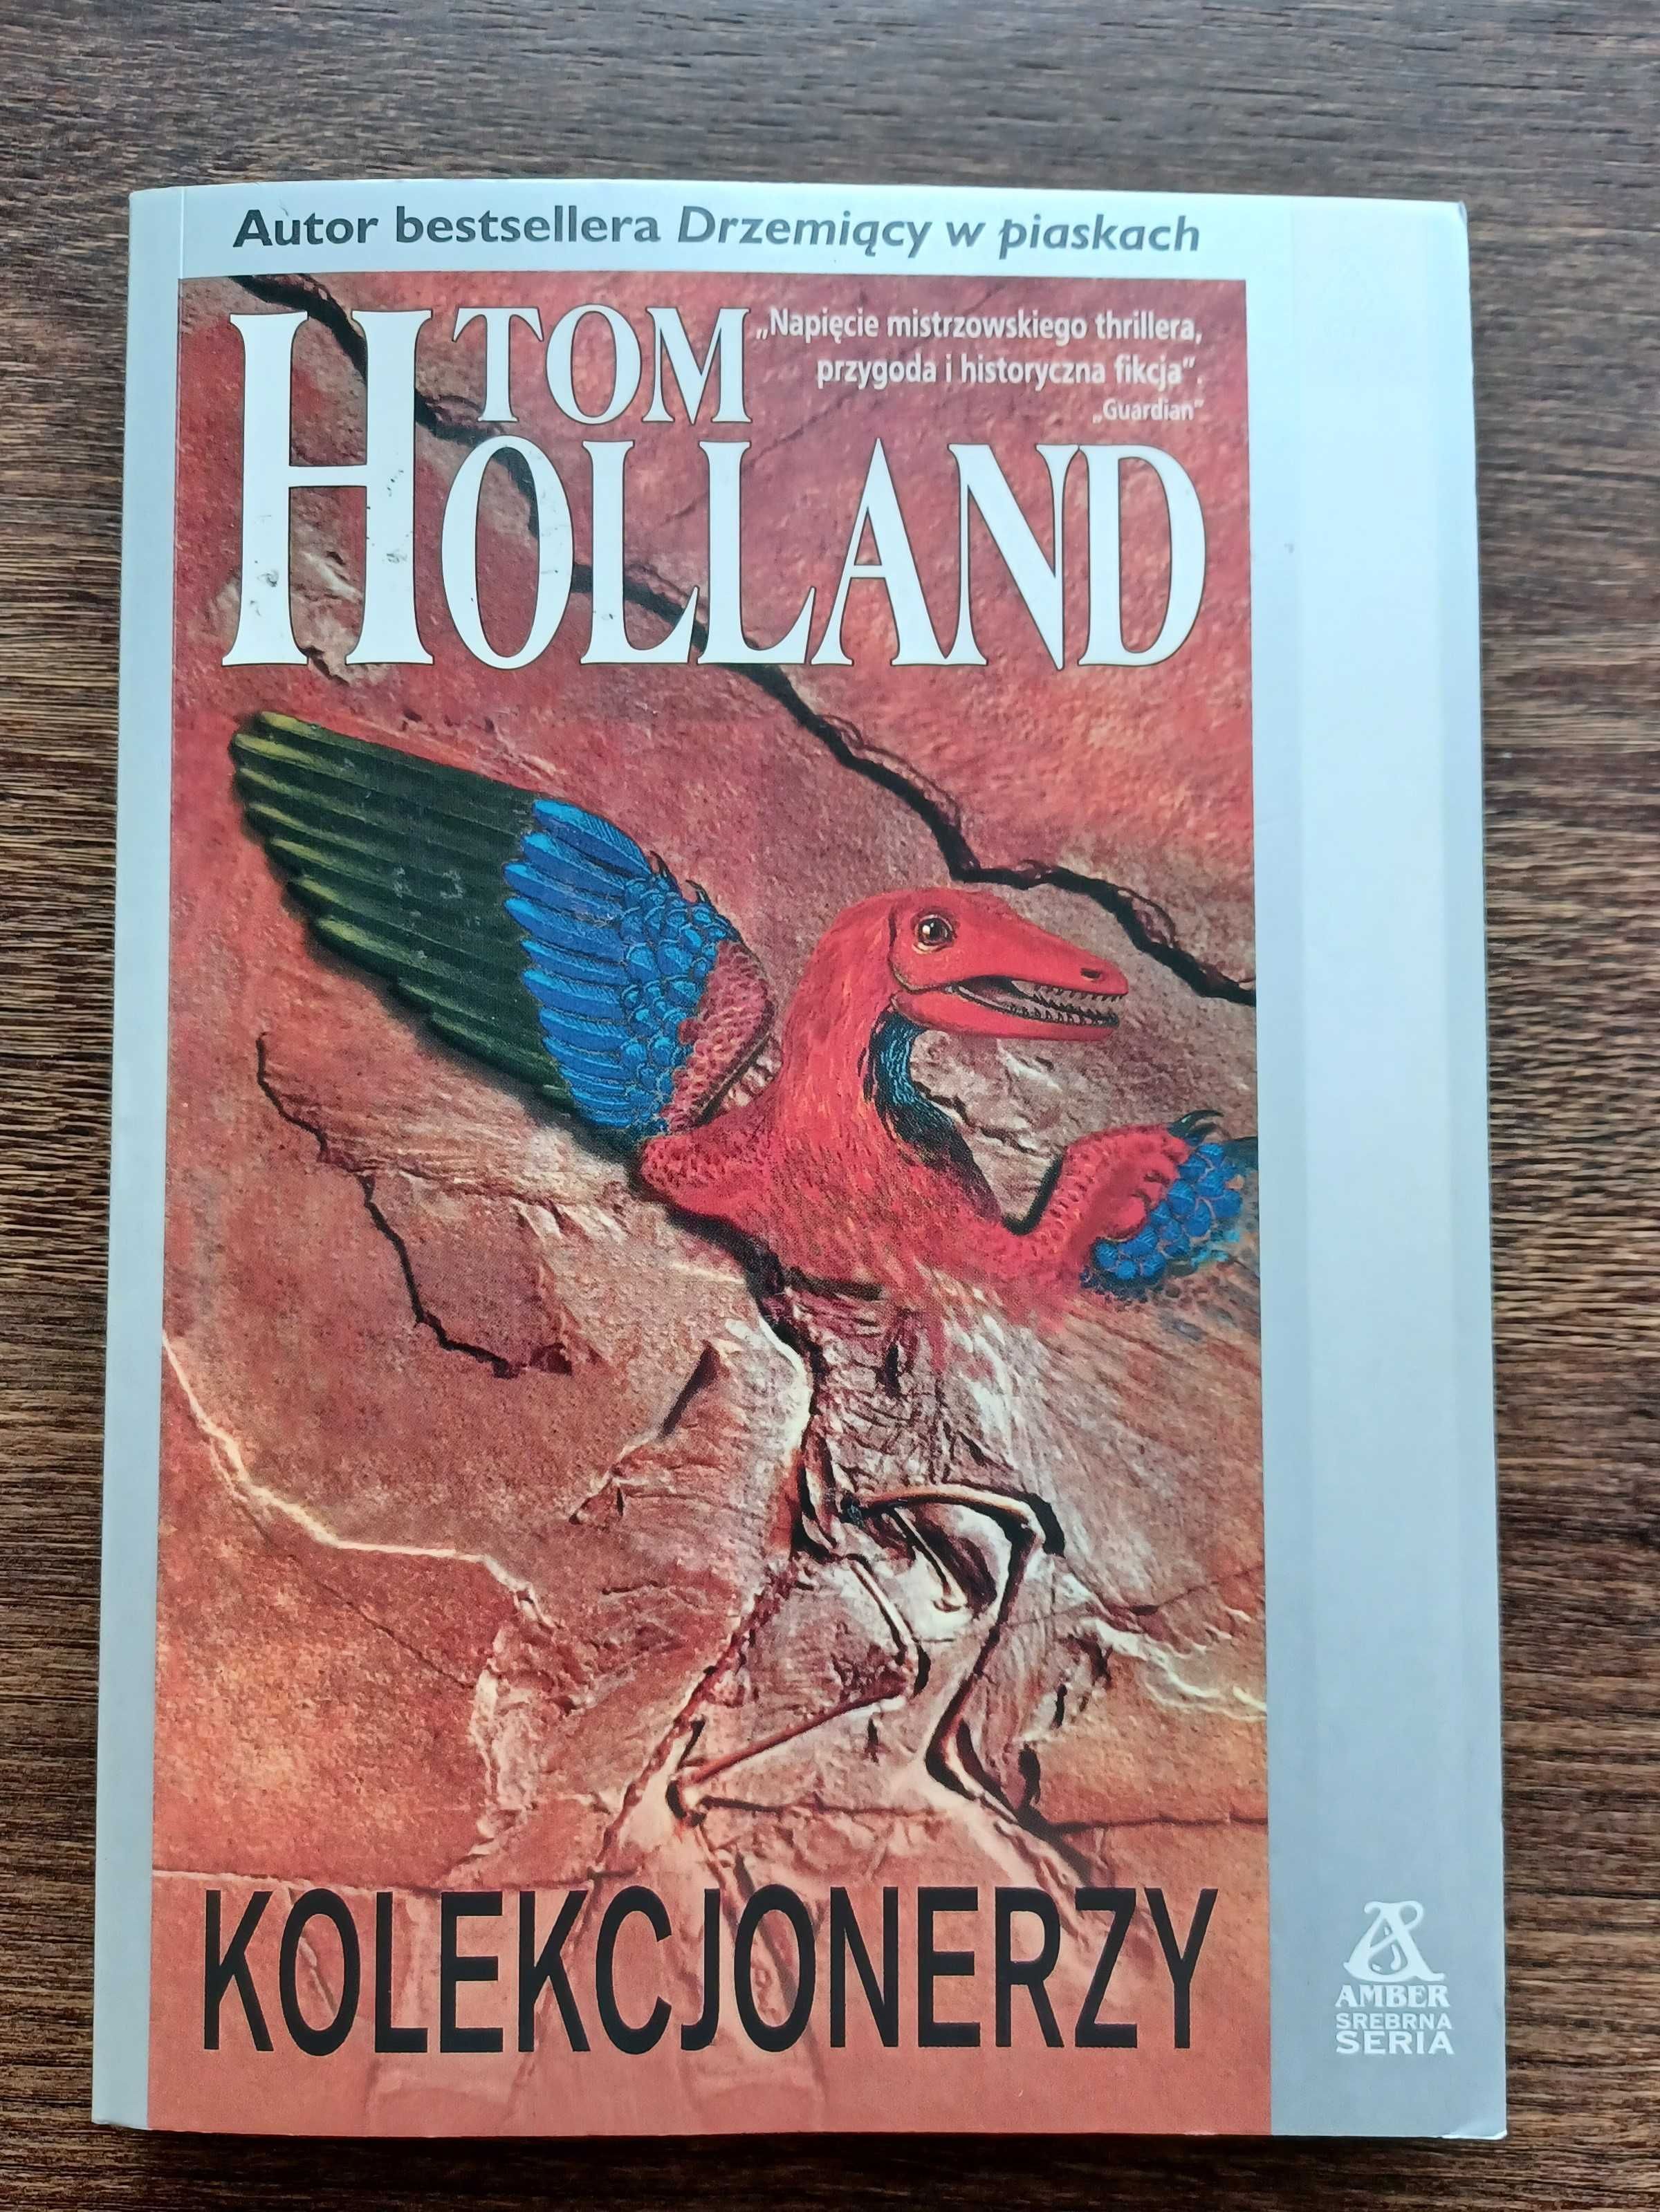 Autor bestsellera Drzemiący w piaskach
TOM
HOLLAND
„Napięcie mistrzowskiego thrillera,
przygoda i historyczna fikcja”.
„Guardian”
KOLEKCJONERZY
AMBER
SREBRNA
SERIA